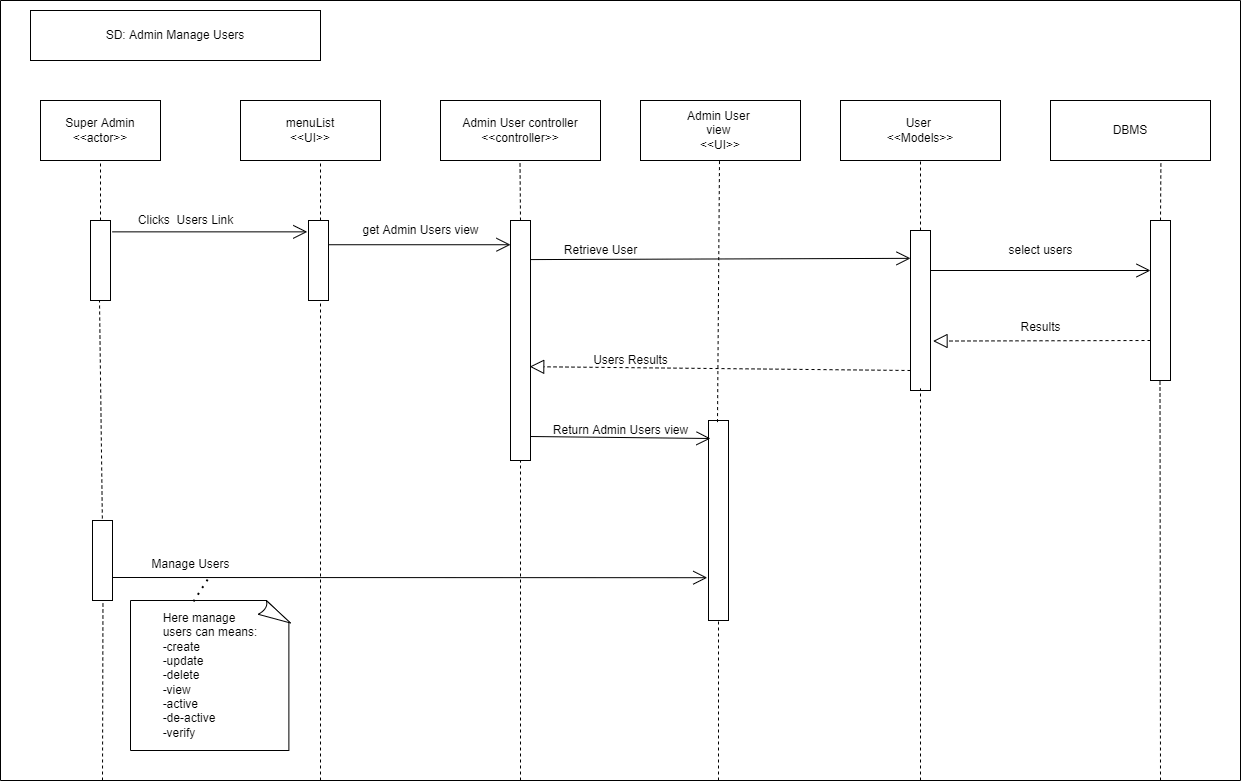 SD: Admin Manage Users
Super Admin
<<actor>>
menuList
<<UI>>
Admin User controller
<<controller>>
Admin User
view
<<UI>>
User
<<Models>>
DBMS
Clicks  Users Link
get Admin Users view
Retrieve User
select users
Results
Users Results
Return Admin Users view
Manage Users
Here manage
users can means:
-create
-update
-delete
-view
-active
-de-active
-verify